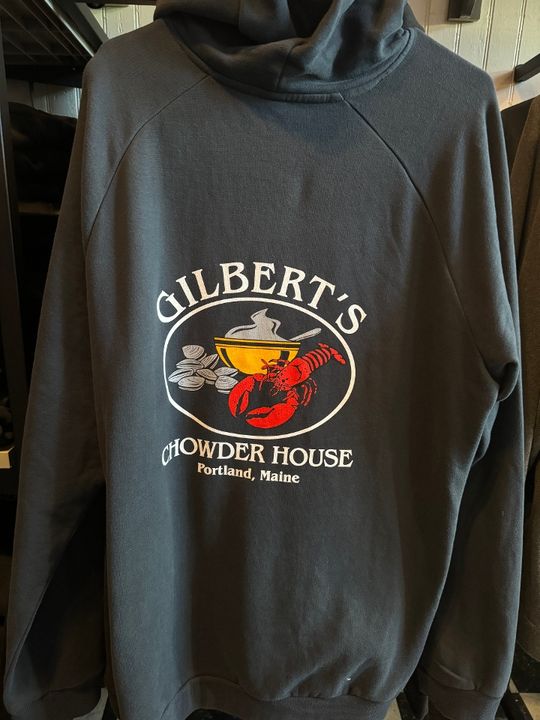 GILBERT'S
CHOWDER HOUSE
Portland, Maine